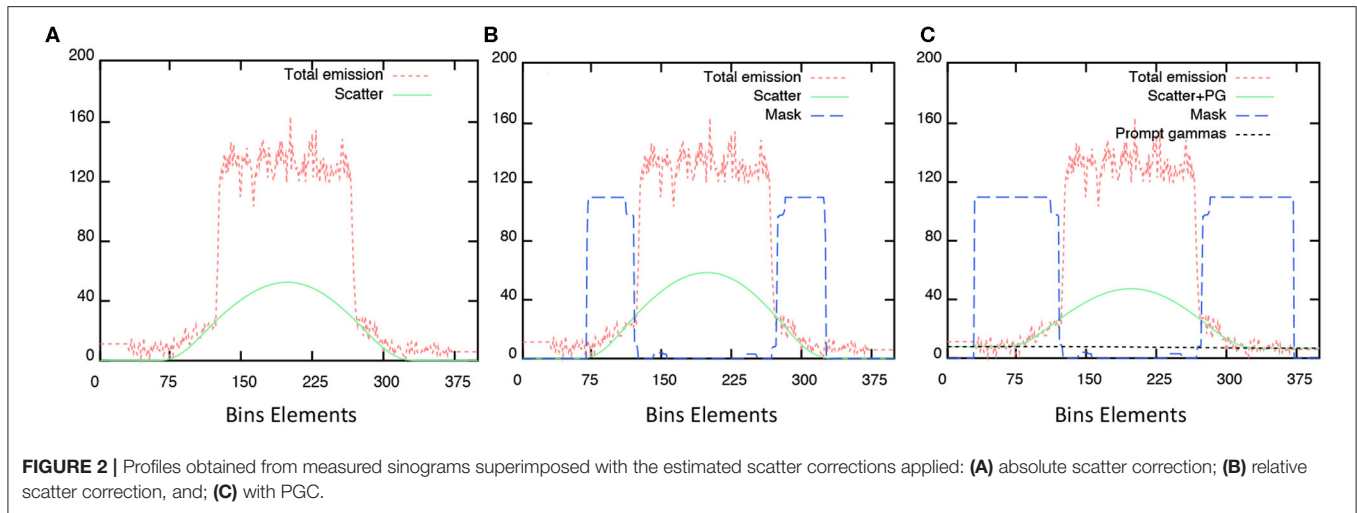 A
200
160
120
80
40
0
Total emission
Scatter
0 75 150 225 300 375
Bins Elements
B
200
160
120
80
40
0
Total emission
Scatter
Mask
0 75 150 225 300 375
Bins Elements
C
200
160
120
80
40
0
Total emission
Scatter+PG
Mask
Prompt gammas
0 75 150 225 300 375
Bins Elements
FIGURE 2 | Profiles obtained from measured sinograms superimposed with the estimated scatter corrections applied: (A) absolute scatter correction; (B) relative
scatter correction, and; (C) with PGC.